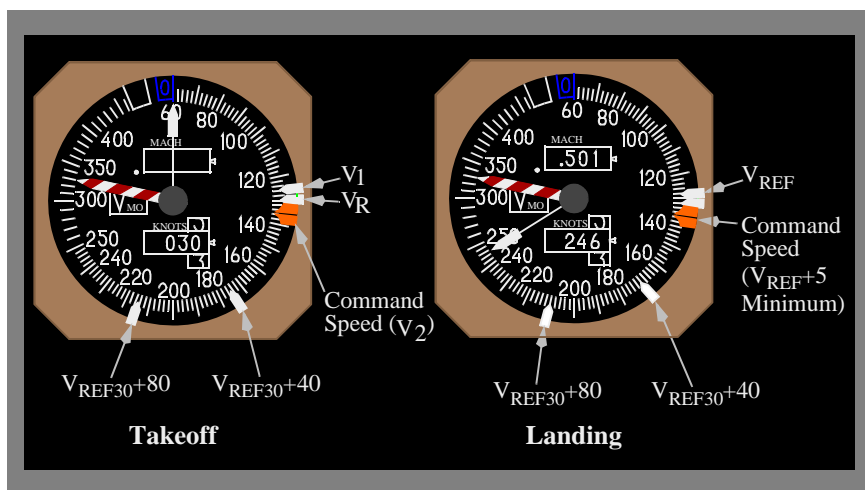 0
60
80
100
120
140
160
180
200
220
240
250
300
350
400
MACH
VMO
KNOTS
030
V1
VR
Command
Speed (V2)
VREF30+80
VREF30+40
Takeoff
0
60
80
100
120
140
160
180
200
220
240
250
300
350
400
MACH
.501
VMO
KNOTS
246
VREF
Command
Speed
(VREF+5
Minimum)
VREF30+80
VREF30+40
Landing